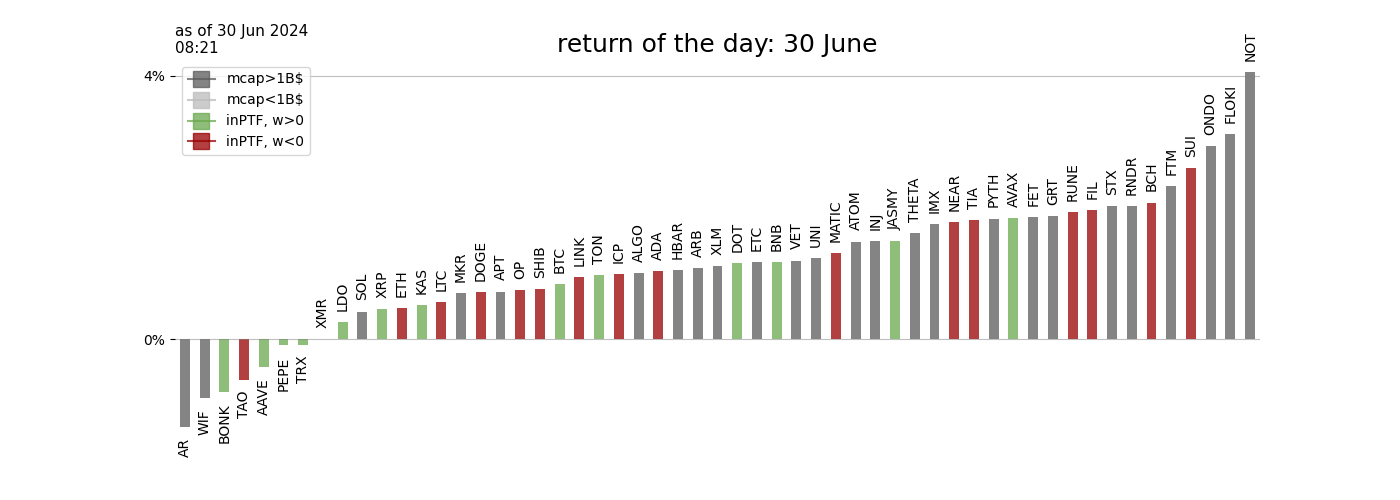 as of 30 Jun 2024
08:21
return of the day: 30 June
4%
0%
mcap>1B$
mcap<1B$
inPTF, w>0
inPTF, w<0
AR
WIF
BONK
TAO
AAVE
PEPE
TRX
XMR
LDO
SOL
XRP
ETH
KAS
LTC
MKR
DOGE
APT
OP
SHIB
BTC
LINK
TON
ICP
ALGO
ADA
HBAR
ARB
XLM
DOT
ETC
BNB
VET
UNI
MATIC
ATOM
INJ
JASMY
THETA
IMX
NEAR
TIA
PYTH
AVAX
FET
GRT
RUNE
FIL
STX
RNDR
BCH
FTM
SUI
ONDO
FLOKI
NOT